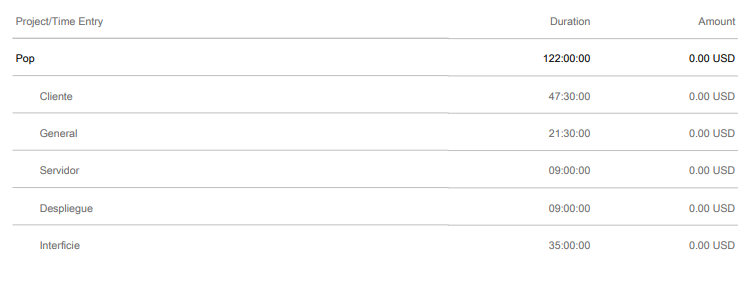 Project/Time Entry Duration Amount
Pop 122:00:00 0.00 USD
Cliente 47:30:00 0.00 USD
General 21:30:00 0.00 USD
Servidor 09:00:00 0.00 USD
Despliegue 09:00:00 0.00 USD
Interficie 35:00:00 0.00 USD